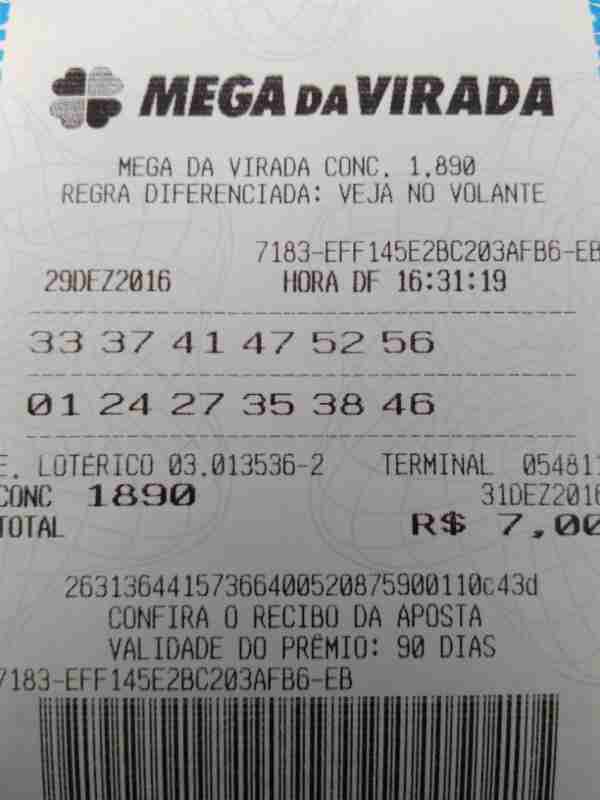 MEGA DA VIRADA
MEGA DA VIRADA CONC. 1.890
REGRA DIFERENCIADA: VEJA NO VOLANTE
7183-EFF145E2BC203AFB6-EB
29DEZ2016 HORA DF 16:31:19
33 37 41 47 52 56
01 24 27 35 38 46
E. LOTÉRICO 03.013536-2 TERMINAL 054811
CONC 1890 31DEZ2016
TOTAL R$ 7,00
26313644157366400520875900110c43d
CONFIRA O RECIBO DA APOSTA
VALIDADE DO PRÊMIO: 90 DIAS
7183-EFF145E2BC203AFB6-EB